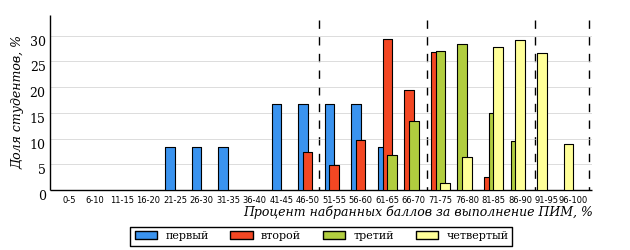 Доля студентов, %
30
25
20
15
10
5
0
0-5 6-10 11-15 16-20 21-25 26-30 31-35 36-40 41-45 46-50 51-55 56-60 61-65 66-70 71-75 76-80 81-85 86-90 91-95 96-100
Процент набранных баллов за выполнение ПИМ, %
первый второй третий четвертый